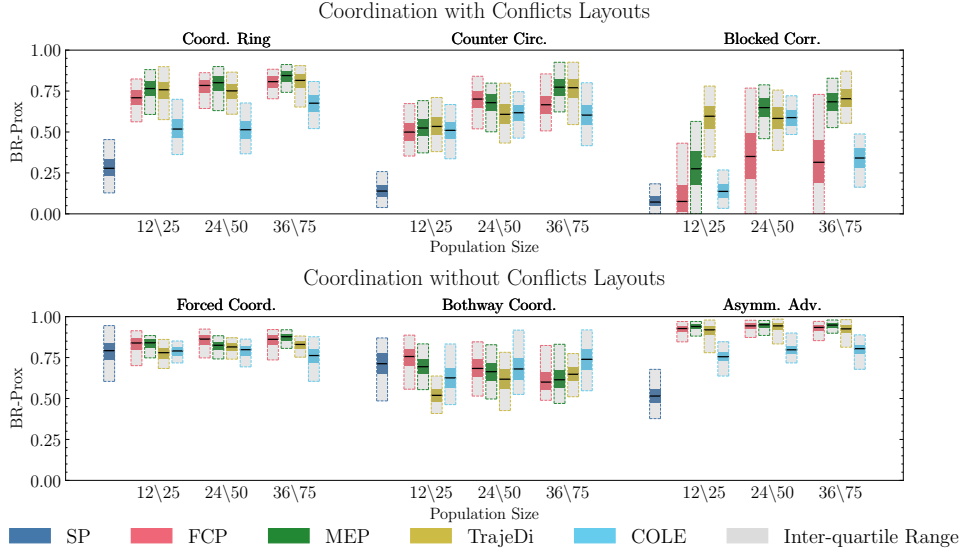 Coordination with Conflicts Layouts
Coord. Ring Counter Circ. Blocked Corr.
BR-Prox
1.00
0.75
0.50
0.25
0.00
12\25 24\50 36\75 12\25 24\50 36\75 12\25 24\50 36\75
Population Size
Coordination without Conflicts Layouts
Forced Coord. Bothway Coord. Asymm. Adv.
BR-Prox
1.00
0.75
0.50
0.25
0.00
12\25 24\50 36\75 12\25 24\50 36\75 12\25 24\50 36\75
Population Size
SP FCP MEP TrajeDi COLE Inter-quartile Range